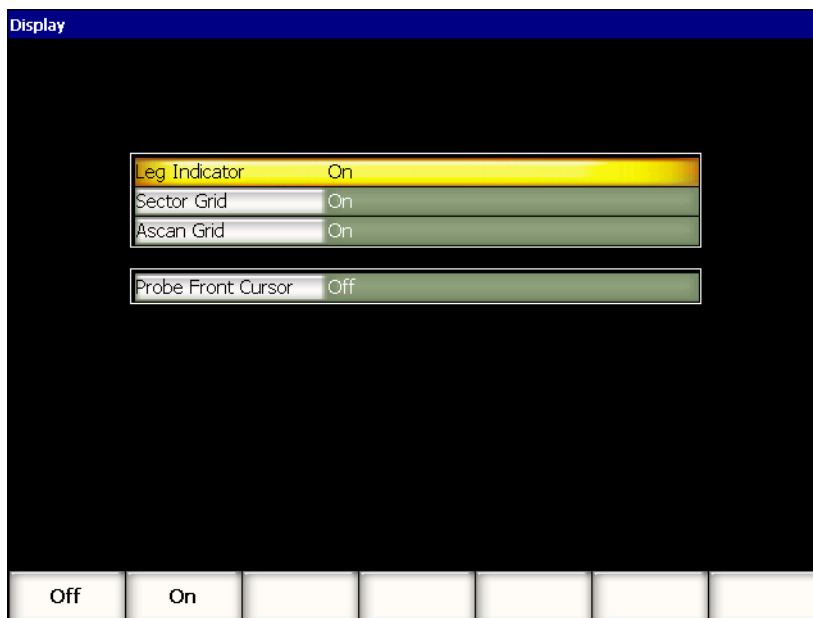 Display
Leg Indicator On
Sector Grid On
Ascan Grid On
Probe Front Cursor Off
Off On